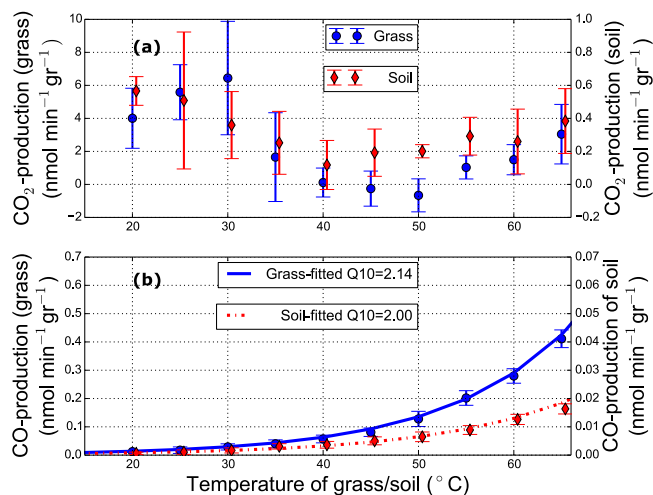 CO₂-production (grass)
(nmol min⁻¹ gr⁻¹)
10
8
6
4
2
0
−2
(a)
Grass
Soil
1.0
0.8
0.6
0.4
0.2
0.0
−0.2
CO₂-production (soil)
(nmol min⁻¹ gr⁻¹)
20 30 40 50 60
CO-production (grass)
(nmol min⁻¹ gr⁻¹)
0.7
0.6
0.5
0.4
0.3
0.2
0.1
0.0
(b)
Grass-fitted Q10=2.14
Soil-fitted Q10=2.00
0.07
0.06
0.05
0.04
0.03
0.02
0.01
0.00
CO-production of soil
(nmol min⁻¹ gr⁻¹)
20 30 40 50 60
Temperature of grass/soil (°C)